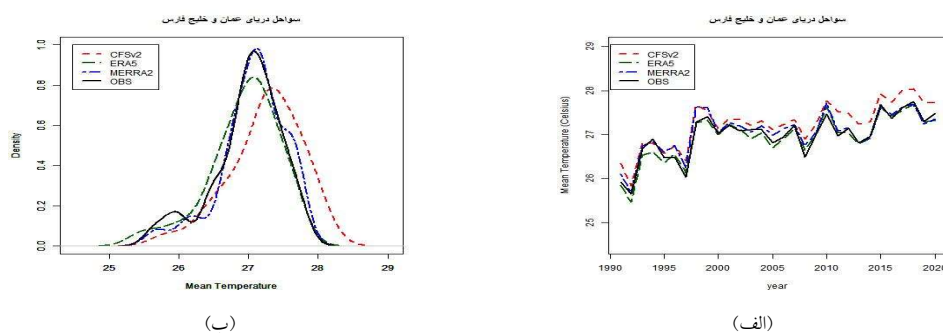 سواحل دریای عمان و خلیج فارس
Mean Temperature (Celsius)
29
28
27
26
25
CFSv2
ERA5
MERRA2
OBS
1990 1995 2000 2005 2010 2015 2020
year
(الف)
سواحل دریای عمان و خلیج فارس
Density
1.0
0.8
0.6
0.4
0.2
0.0
CFSv2
ERA5
MERRA2
OBS
25 26 27 28 29
Mean Temperature
(ب)